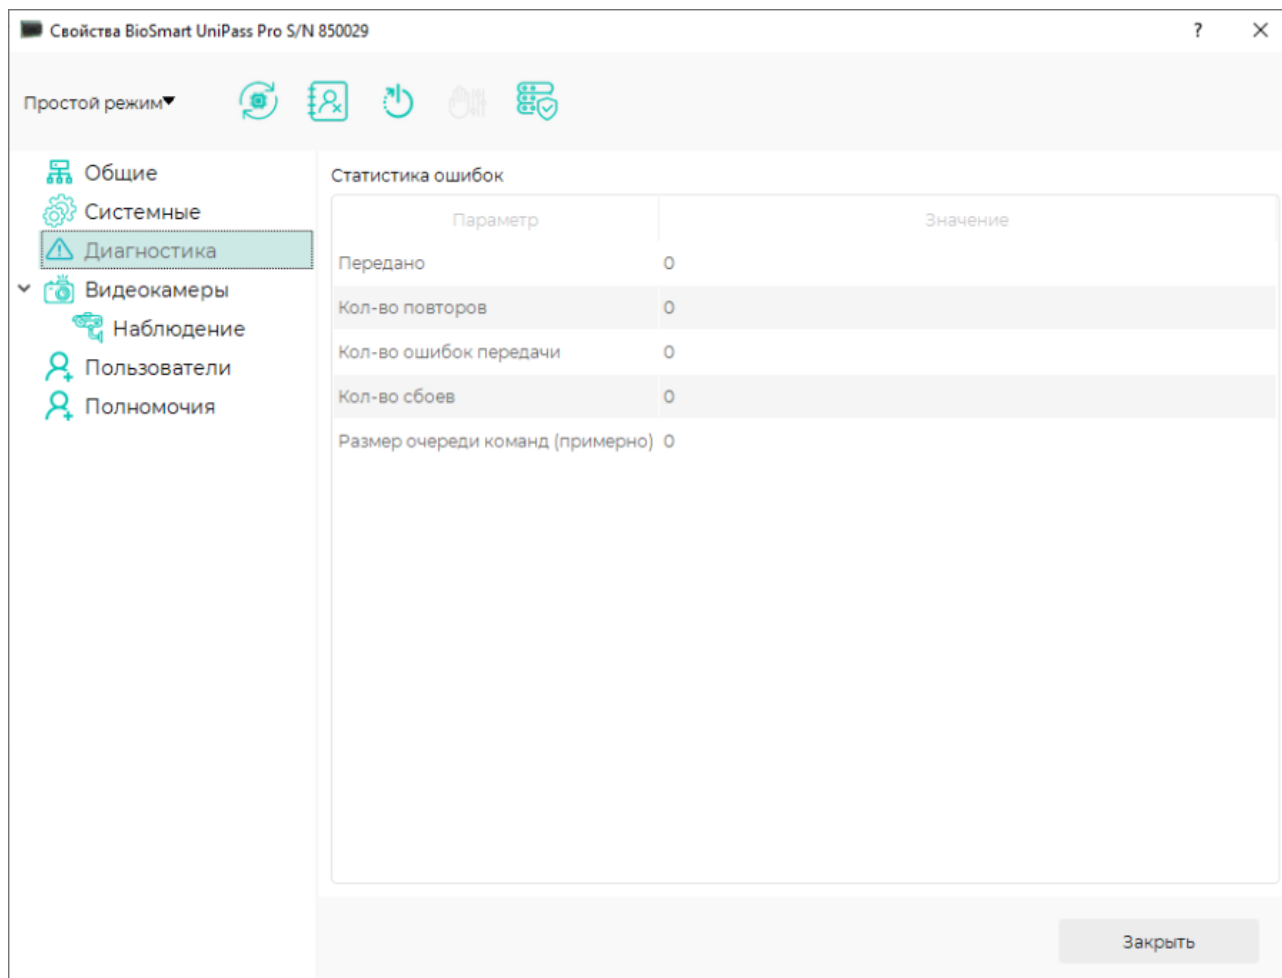 Свойства BioSmart UniPass Pro S/N 850029
?
Простой режим
Общие
Системные
Диагностика
Видеокамеры
Наблюдение
Пользователи
Полномочия
Статистика ошибок
Параметр Значение
Передано 0
Кол-во повторов 0
Кол-во ошибок передачи 0
Кол-во сбоев 0
Размер очереди команд (примерно) 0
Закрыть